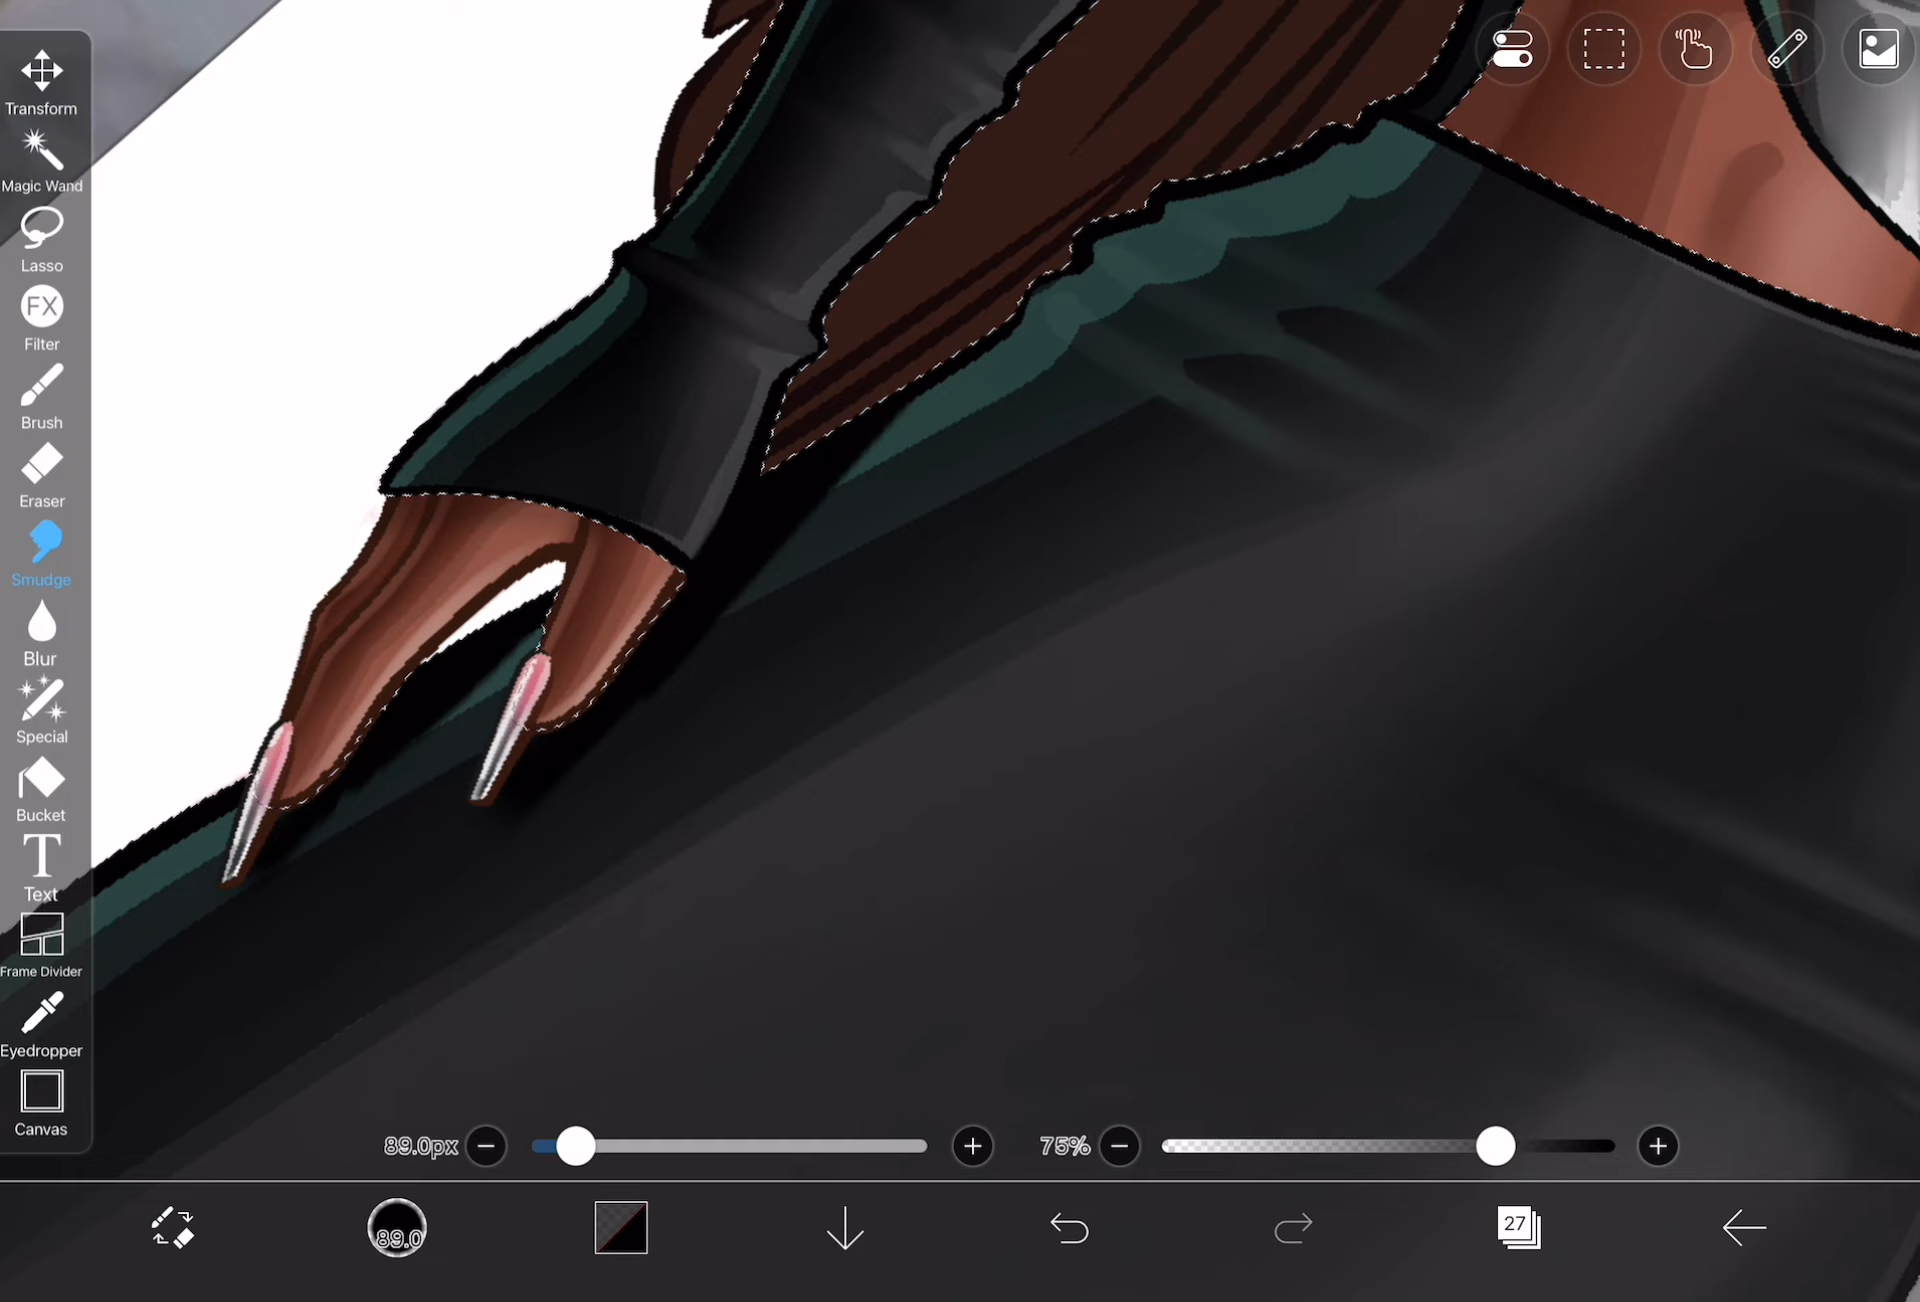 Transform
Magic Wand
Lasso
FX
Filter
Brush
Eraser
Smudge
Blur
Special
Bucket
T
Text
Frame Divider
Eyedropper
Canvas
89.0px
75%
89.0
27